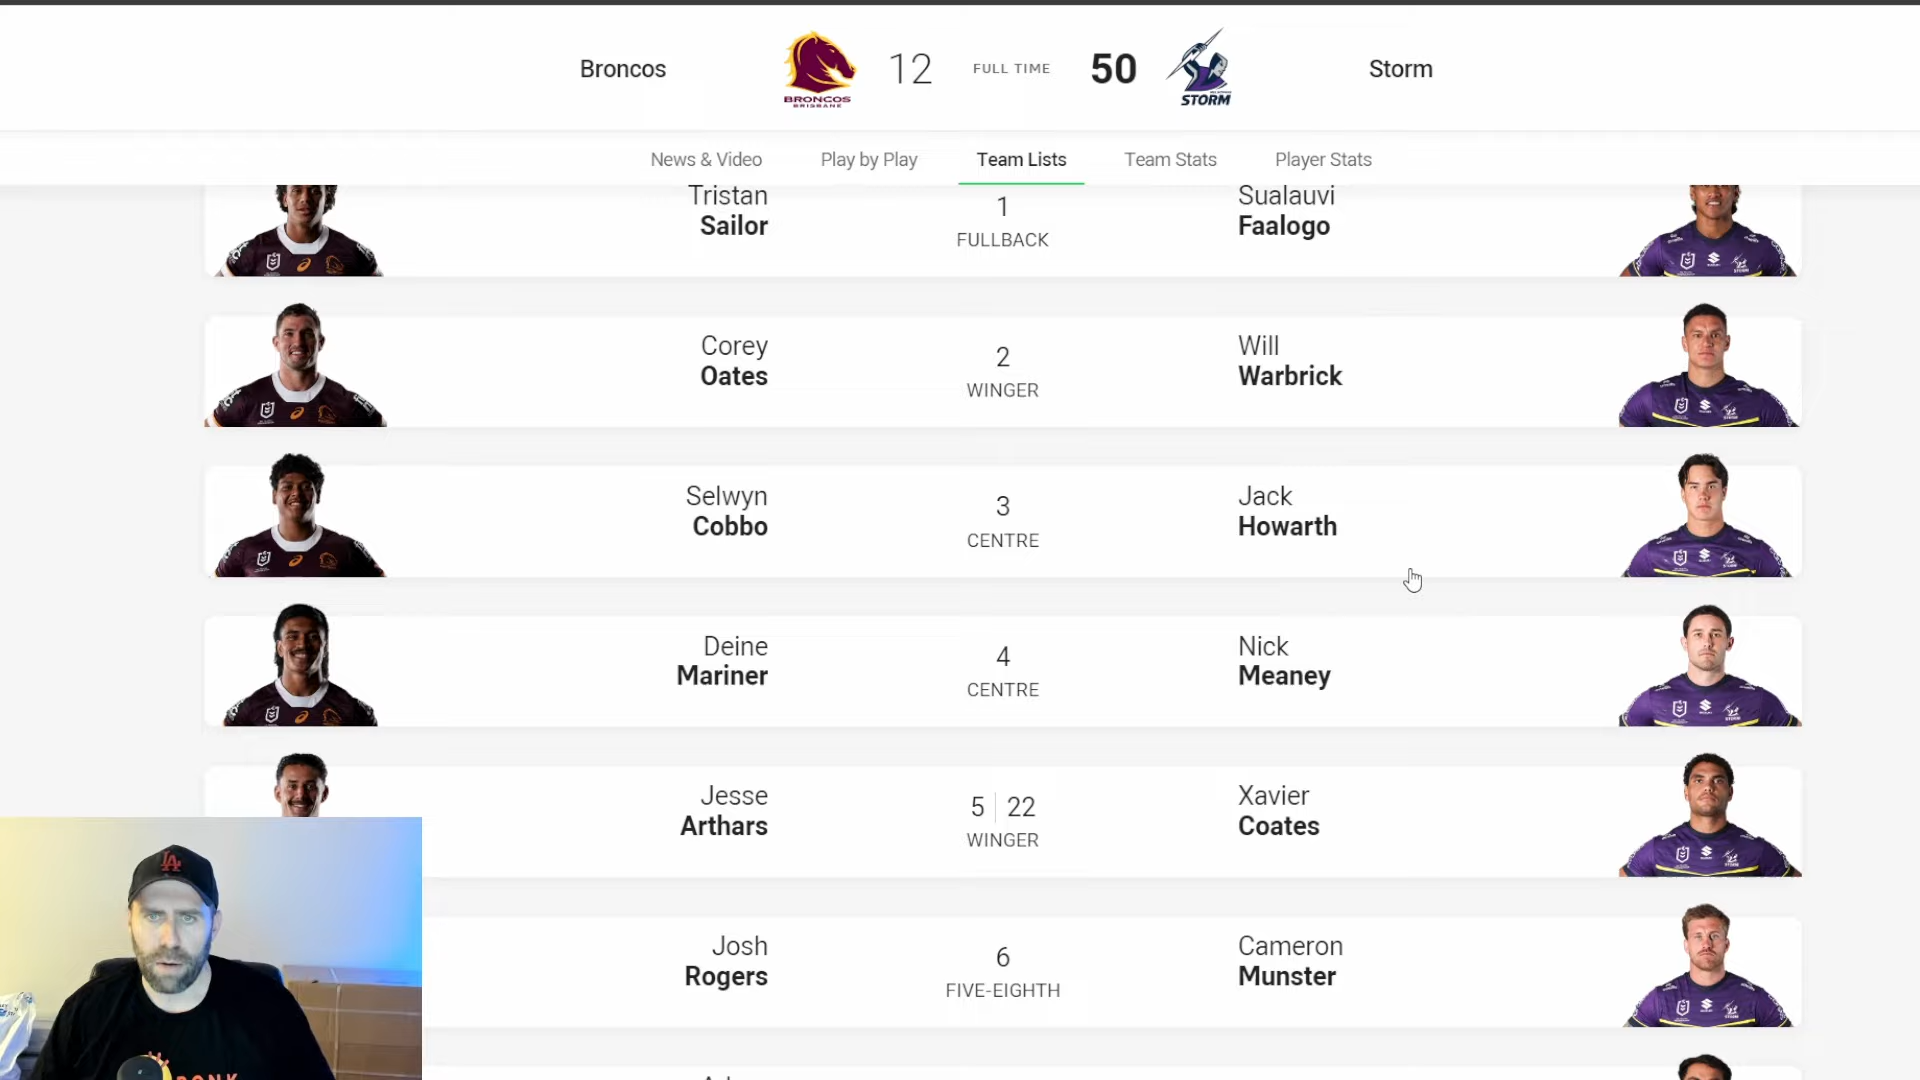 Broncos
BRONCOS
BRISBANE
12
FULL TIME
50
STORM
Storm
News & Video
Play by Play
Team Lists
Team Stats
Player Stats
Tristan
Sailor
1
FULLBACK
Sualauvi
Faalogo
Corey
Oates
2
WINGER
Will
Warbrick
Selwyn
Cobbo
3
CENTRE
Jack
Howarth
Deine
Mariner
4
CENTRE
Nick
Meaney
Jesse
Arthars
5 | 22
WINGER
Xavier
Coates
Josh
Rogers
6
FIVE-EIGHTH
Cameron
Munster
LA